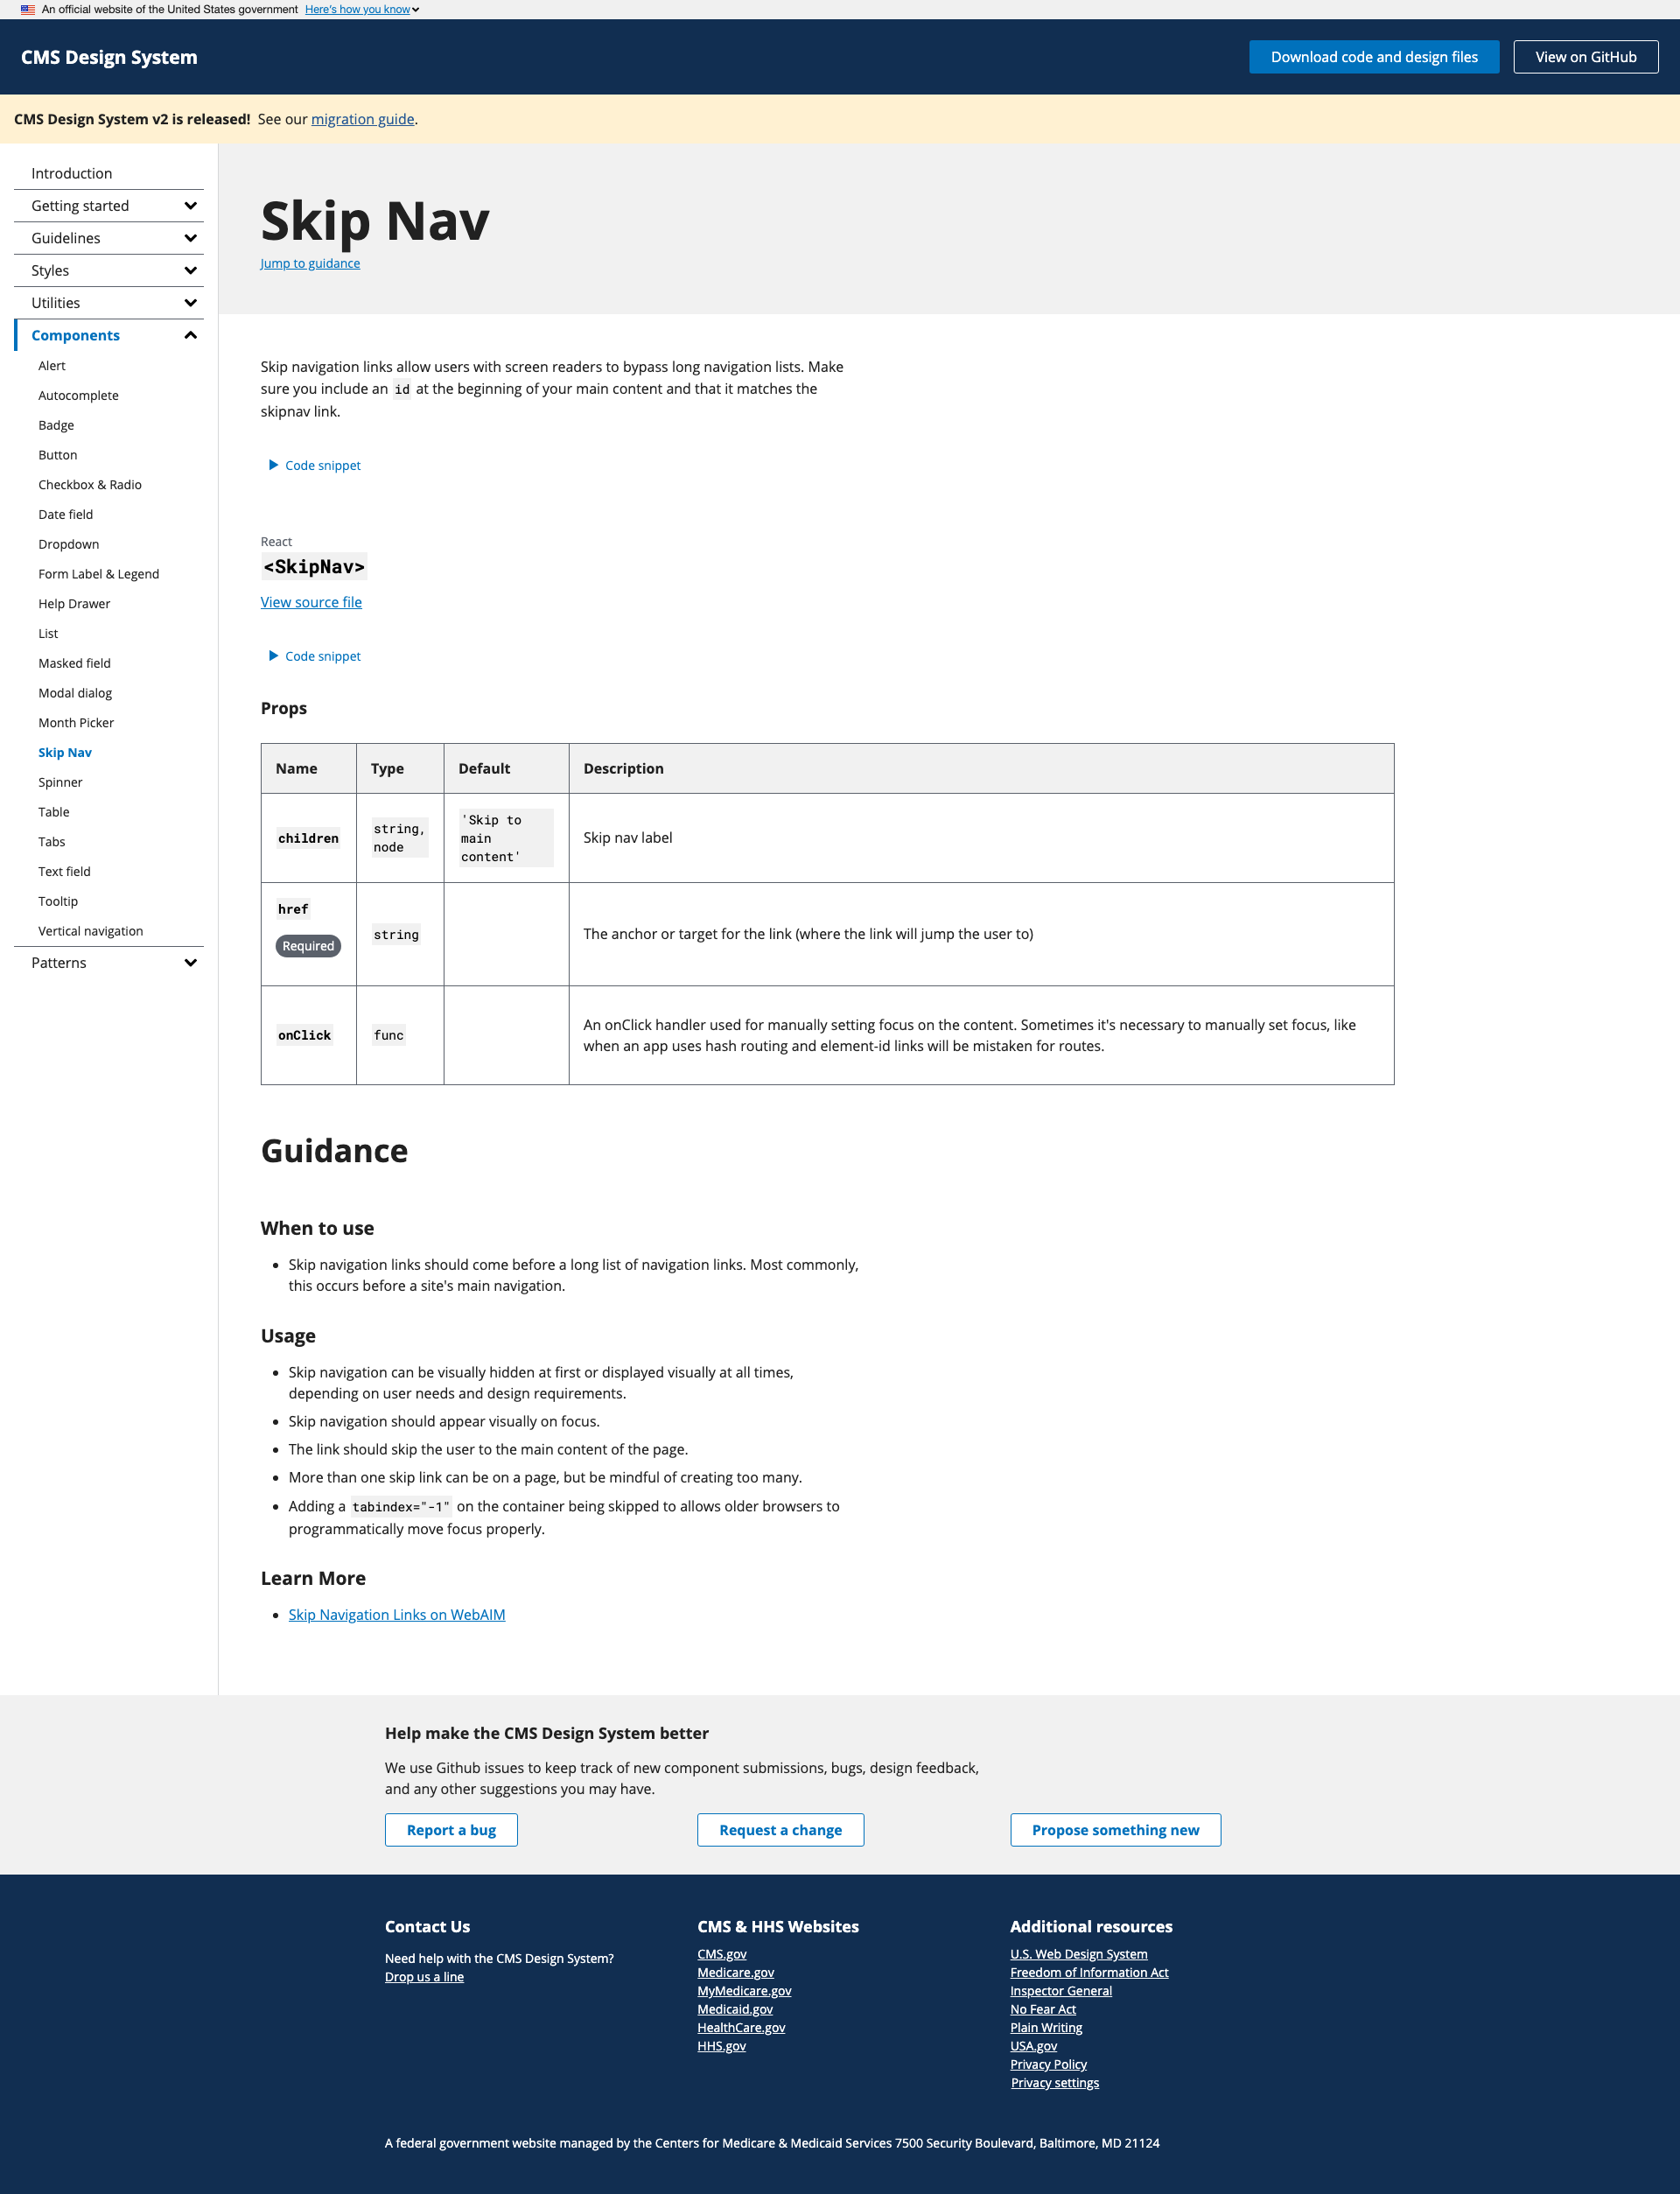 An official website of the United States government Here's how you know
CMS Design System
Download code and design files
View on GitHub
CMS Design System v2 is released! See our migration guide.
Introduction
Getting started
Guidelines
Styles
Utilities
Components
Alert
Autocomplete
Badge
Button
Checkbox & Radio
Date field
Dropdown
Form Label & Legend
Help Drawer
List
Masked field
Modal dialog
Month Picker
Skip Nav
Spinner
Table
Tabs
Text field
Tooltip
Vertical navigation
Patterns
Skip Nav
Jump to guidance
Skip navigation links allow users with screen readers to bypass long navigation lists. Make
sure you include an id at the beginning of your main content and that it matches the
skipnav link.
Code snippet
React
<SkipNav>
View source file
Code snippet
Props
Name Type Default Description
children
string,
node
'Skip to
main
content'
Skip nav label
href
Required
string
The anchor or target for the link (where the link will jump the user to)
onClick
func
An onClick handler used for manually setting focus on the content. Sometimes it's necessary to manually set focus, like
when an app uses hash routing and element-id links will be mistaken for routes.
Guidance
When to use
• Skip navigation links should come before a long list of navigation links. Most commonly,
this occurs before a site's main navigation.
Usage
• Skip navigation can be visually hidden at first or displayed visually at all times,
depending on user needs and design requirements.
• Skip navigation should appear visually on focus.
• The link should skip the user to the main content of the page.
• More than one skip link can be on a page, but be mindful of creating too many.
• Adding a tabindex="-1" on the container being skipped to allows older browsers to
programmatically move focus properly.
Learn More
• Skip Navigation Links on WebAIM
Help make the CMS Design System better
We use Github issues to keep track of new component submissions, bugs, design feedback,
and any other suggestions you may have.
Report a bug
Request a change
Propose something new
Contact Us
Need help with the CMS Design System?
Drop us a line
CMS & HHS Websites
CMS.gov
Medicare.gov
MyMedicare.gov
Medicaid.gov
HealthCare.gov
HHS.gov
Additional resources
U.S. Web Design System
Freedom of Information Act
Inspector General
No Fear Act
Plain Writing
USA.gov
Privacy Policy
Privacy settings
A federal government website managed by the Centers for Medicare & Medicaid Services 7500 Security Boulevard, Baltimore, MD 21124